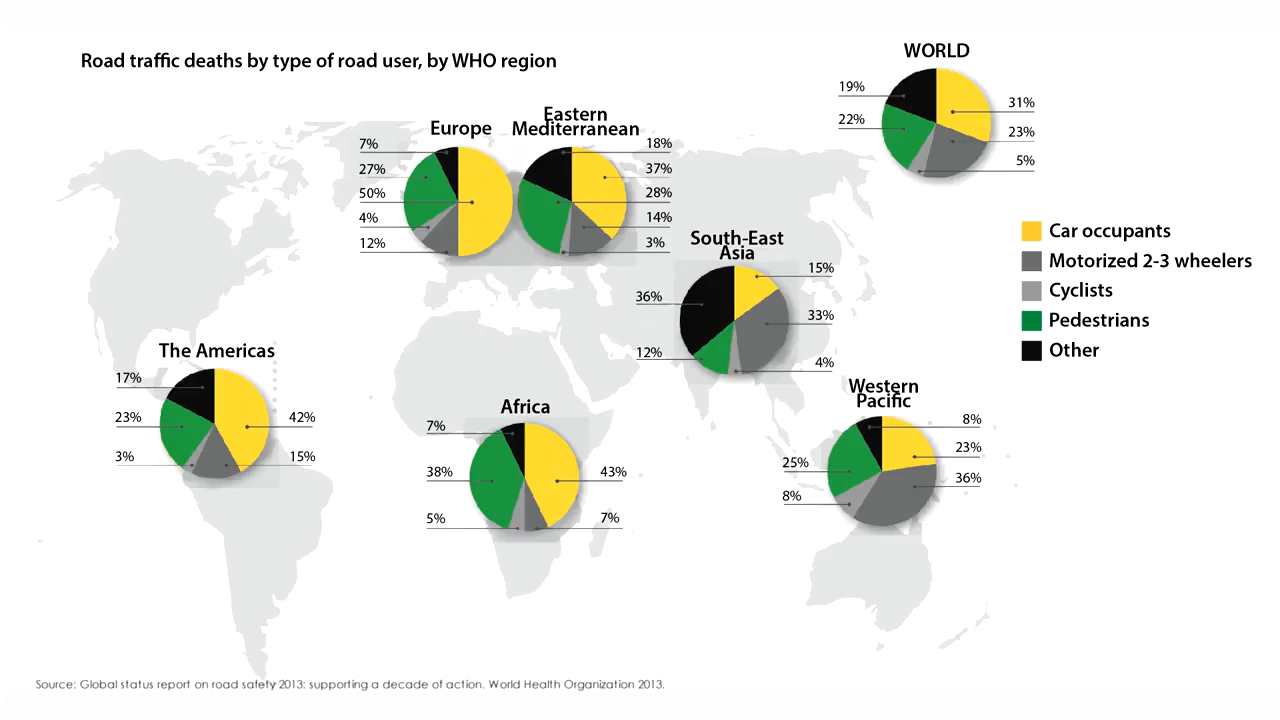 Road traffic deaths by type of road user, by WHO region
WORLD
19%
22%
31%
23%
5%
Europe
7%
27%
50%
4%
12%
Eastern
Mediterranean
18%
37%
28%
14%
3%
South-East
Asia
15%
36%
33%
12%
4%
Car occupants
Motorized 2-3 wheelers
Cyclists
Pedestrians
Other
The Americas
17%
23%
42%
3%
15%
Africa
7%
38%
43%
5%
7%
Western
Pacific
8%
23%
25%
36%
8%
Source: Global status report on road safety 2013: supporting a decade of action. World Health Organization 2013.